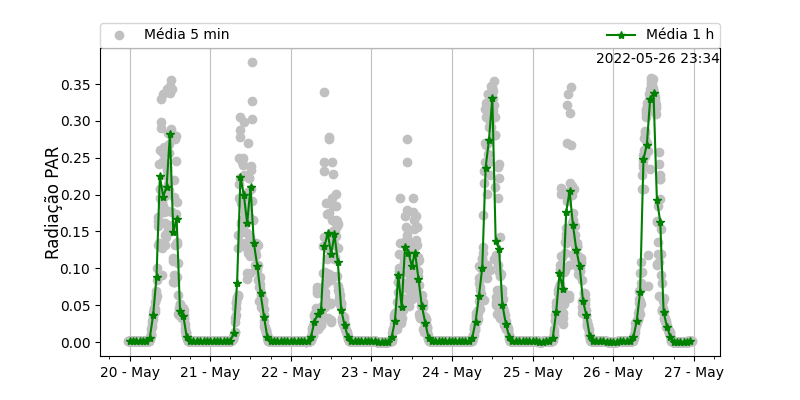 Média 5 min
Média 1 h
2022-05-26 23:34
Radiação PAR
0.35
0.30
0.25
0.20
0.15
0.10
0.05
0.00
20 - May
21 - May
22 - May
23 - May
24 - May
25 - May
26 - May
27 - May